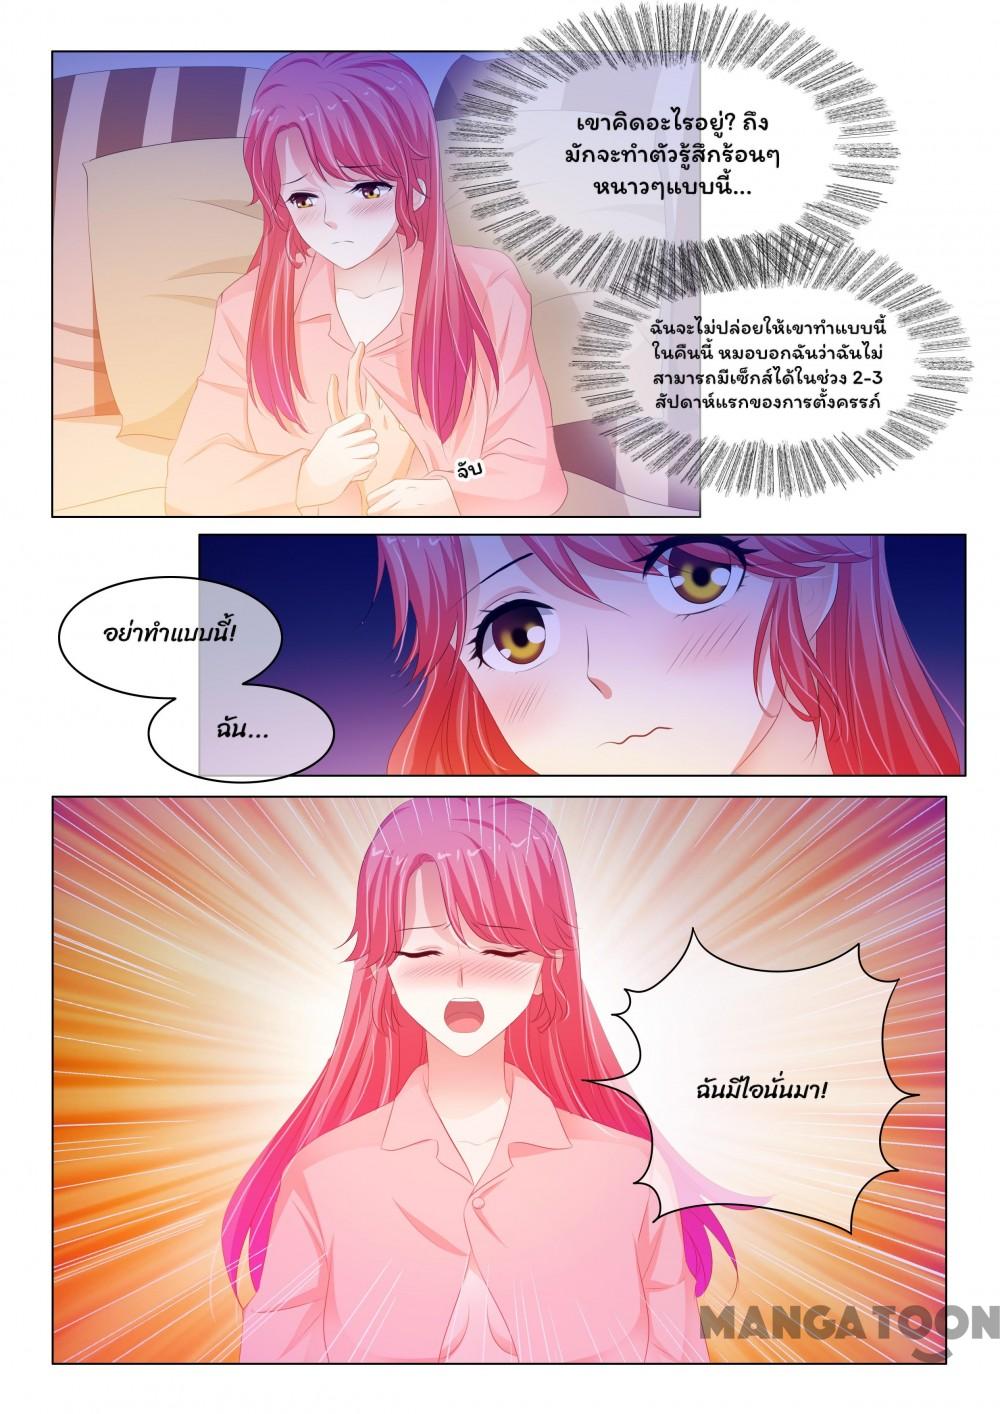 เขาคิดอะไรอยู่? ถึง
มักจะทำตัวรู้สึกร้อนๆ
หนาวๆแบบนี้...
ฉันจะไม่ปล่อยให้เขาทำแบบนี้
ในคืนนี้ หมอบอกฉันว่าฉันไม่
สามารถมีเซ็กส์ได้ในช่วง 2-3
สัปดาห์แรกของการตั้งครรภ์
จับ
อย่าทำแบบนี้!
ฉัน...
ฉันมีไอนั่นมา!
MANGATOON